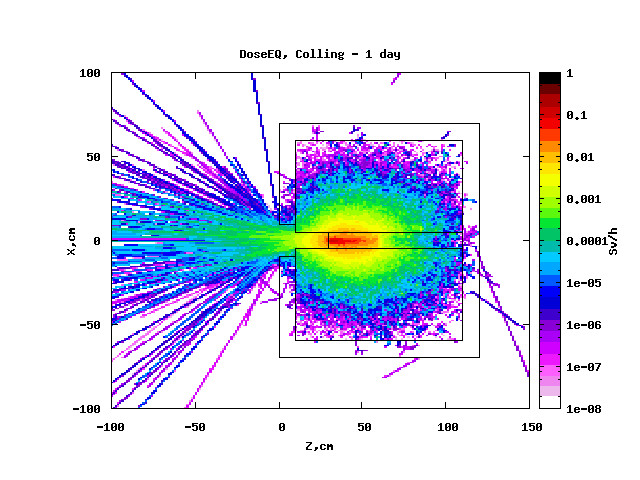 DoseEQ, Colling - 1 day
100
50
0
-50
-100
X,cm
-100
-50
0
50
100
150
Z,cm
1
0.1
0.01
0.001
0.0001
1e-05
1e-06
1e-07
1e-08
Sv/h